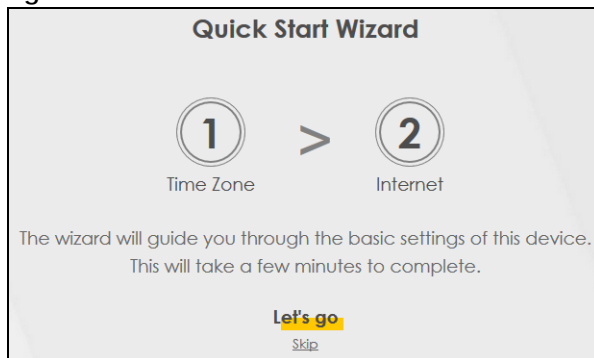 Quick Start Wizard
1 > 2
Time Zone Internet
The wizard will guide you through the basic settings of this device.
This will take a few minutes to complete.
Let's go
Skip